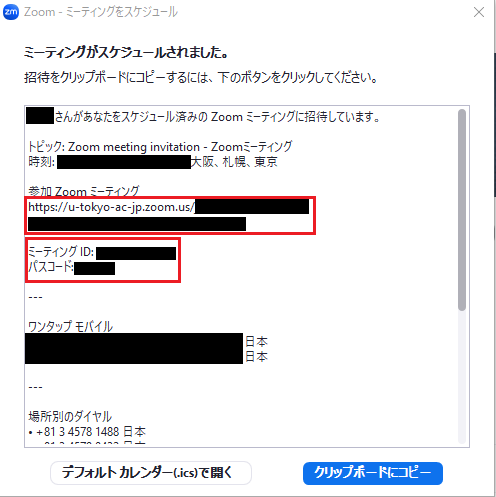 zm Zoom - ミーティングをスケジュール
ミーティングがスケジュールされました。
招待をクリップボードにコピーするには、下のボタンをクリックしてください。
さんがあなたをスケジュール済みの Zoom ミーティングに招待しています。
トピック: Zoom meeting invitation - Zoomミーティング
時刻: 大阪、札幌、東京
参加 Zoom ミーティング
https://u-tokyo-ac-jp.zoom.us/
ミーティング ID:
パスコード:
---
ワンタップ モバイル
日本
日本
---
場所別のダイヤル
• +81 3 4578 1488 日本
デフォルト カレンダー(.ics)で開く
クリップボードにコピー